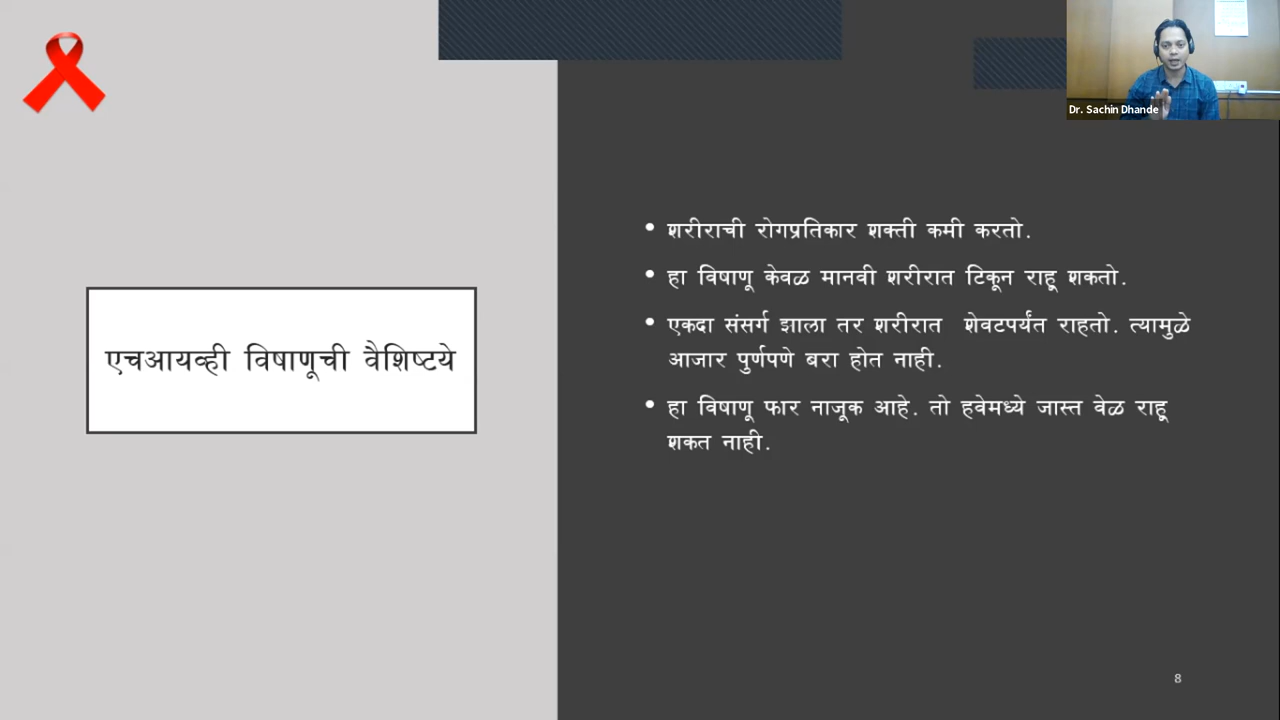 Dr. Sachin Dhande
एचआयव्ही विषाणूची वैशिष्टये
• शरीराची रोगप्रतिकार शक्ती कमी करतो.
• हा विषाणू केवळ मानवी शरीरात टिकून राहू शकतो.
• एकदा संसर्ग झाला तर शरीरात शेवटपर्यंत राहतो. त्यामुळे
आजार पुर्णपणे बरा होत नाही.
• हा विषाणू फार नाजूक आहे. तो हवेमध्ये जास्त वेळ राहू
शकत नाही.
8